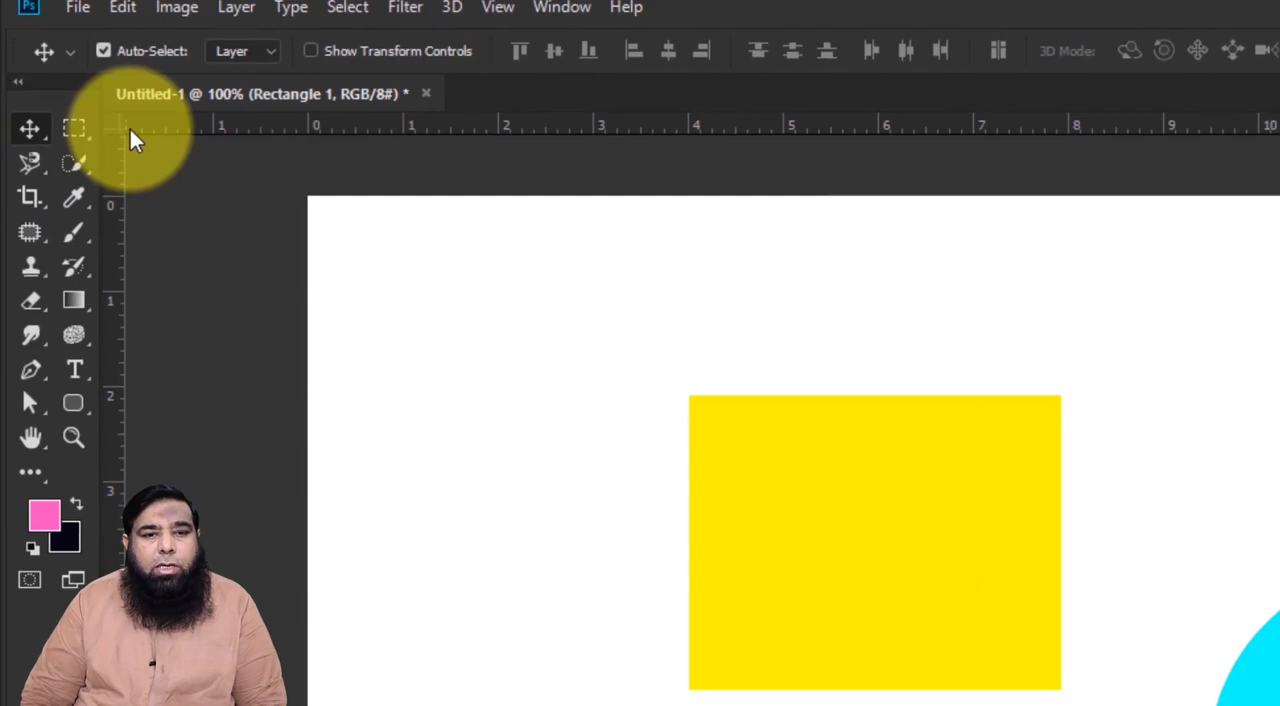 Ps File Edit Image Layer Type Select Filter 3D View Window Help
Auto-Select: Layer Show Transform Controls 3D Mode:
Untitled-1 @ 100% (Rectangle 1, RGB/8#) * ×
1 0 1 2 3 4 5 6 7 8 9 10
0
1
2
T
3